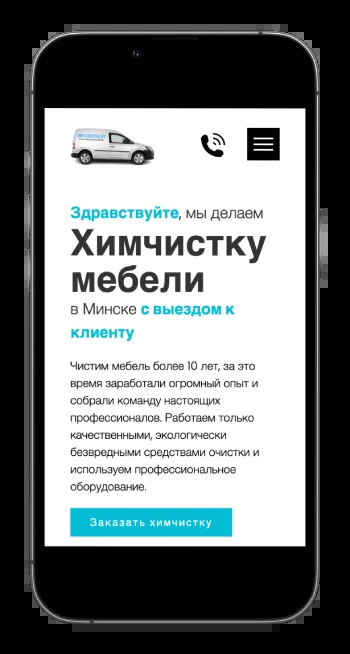 Здравствуйте, мы делаем
Химчистку
мебели
в Минске с выездом к
клиенту
Чистим мебель более 10 лет, за это
время заработали огромный опыт и
собрали команду настоящих
профессионалов. Работаем только
качественными, экологически
безвредными средствами очистки и
используем профессиональное
оборудование.
Заказать химчистку